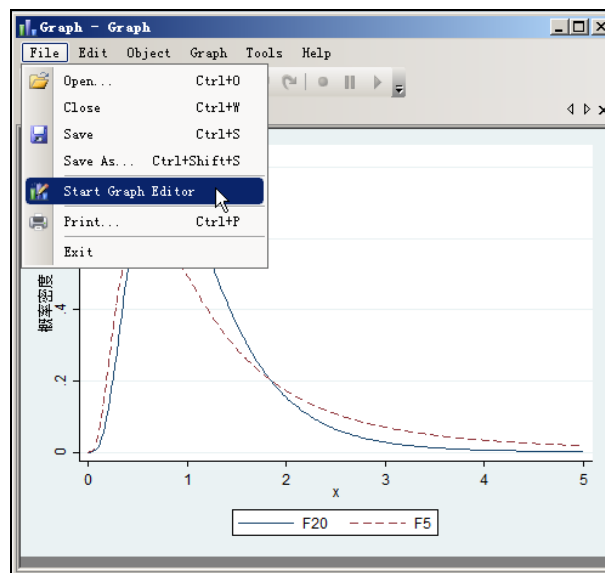 Graph - Graph
File Edit Object Graph Tools Help
Open... Ctrl+O
Close Ctrl+W
Save Ctrl+S
Save As... Ctrl+Shift+S
Start Graph Editor
Print... Ctrl+P
Exit
概率密度
.4
.2
0
0 1 2 3 4 5
x
F20 F5